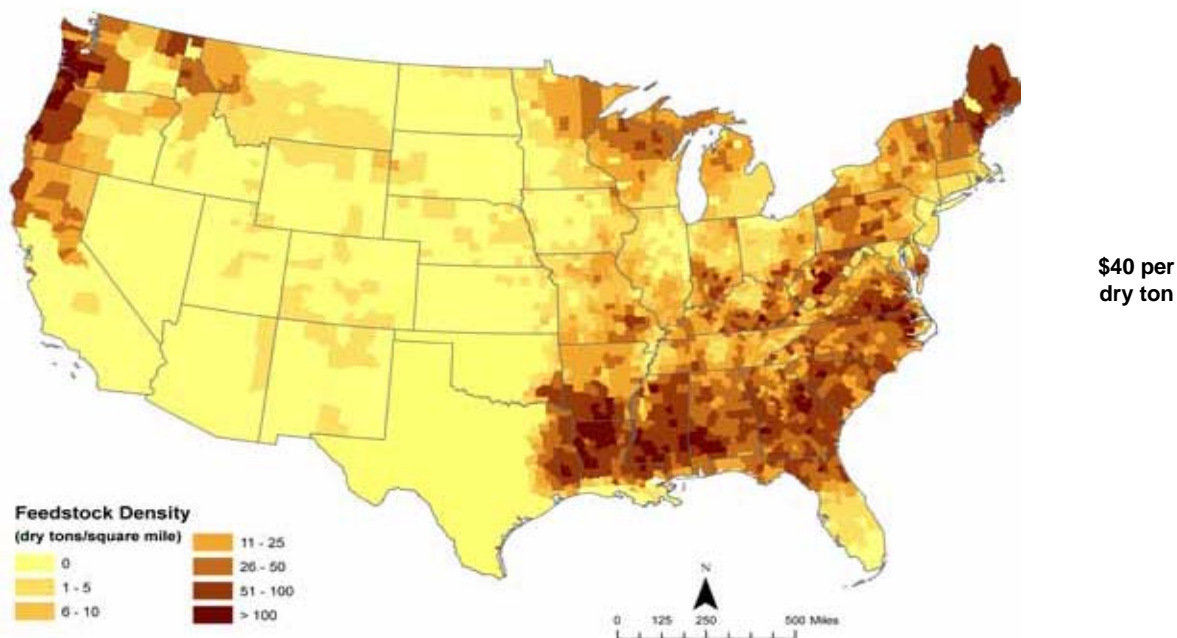 $40 per
dry ton
Feedstock Density
(dry tons/square mile)
0
1 - 5
6 - 10
11 - 25
26 - 50
51 - 100
> 100
N
0 125 250 500 Miles